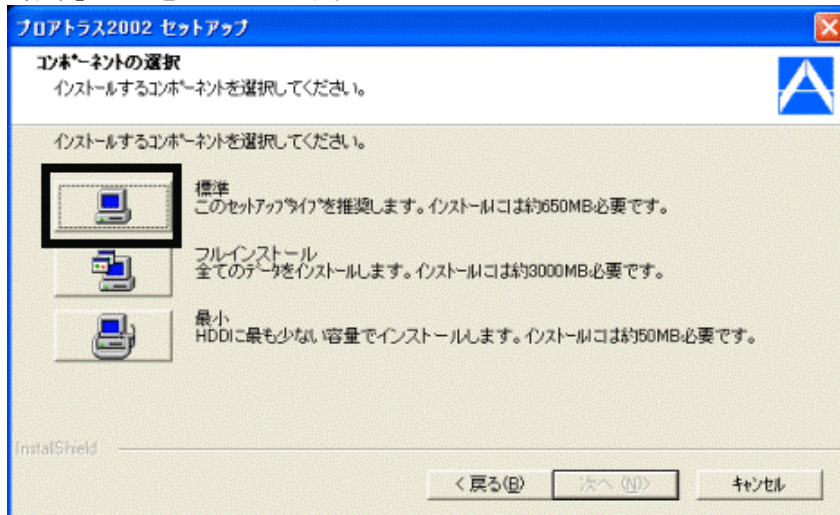 プロアトラス2002 セットアップ
コンポーネントの選択
インストールするコンポーネントを選択してください。
インストールするコンポーネントを選択してください。
標準
このセットアップタイプを推奨します。インストールには約650MB必要です。
フルインストール
全てのデータをインストールします。インストールには約3000MB必要です。
最小
HDDに最も少ない容量でインストールします。インストールには約50MB必要です。
InstallShield
< 戻る(B)
次へ (N)>
キャンセル